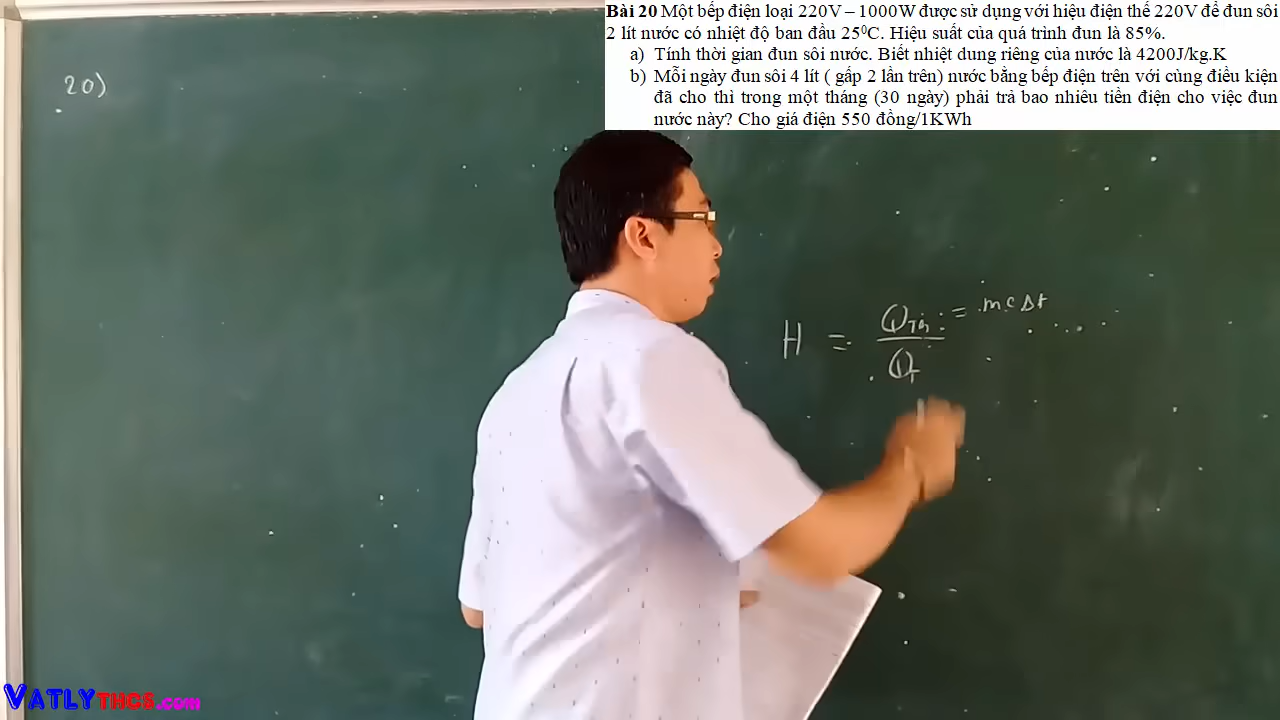 Bài 20 Một bếp điện loại 220V – 1000W được sử dụng với hiệu điện thế 220V để đun sôi
2 lít nước có nhiệt độ ban đầu 25⁰C. Hiệu suất của quá trình đun là 85%.
a) Tính thời gian đun sôi nước. Biết nhiệt dung riêng của nước là 4200J/kg.K
b) Mỗi ngày đun sôi 4 lít ( gấp 2 lần trên) nước bằng bếp điện trên với cùng điều kiện
đã cho thì trong một tháng (30 ngày) phải trả bao nhiêu tiền điện cho việc đun
nước này? Cho giá điện 550 đồng/1KWh
20)
H = Q / Q = mcΔt
VATLYTHCS.com